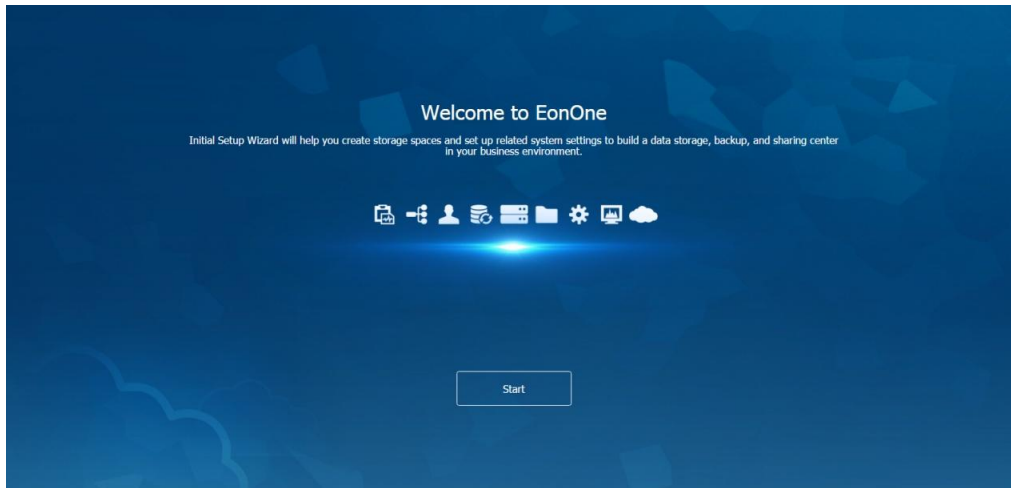 Welcome to EonOne
Initial Setup Wizard will help you create storage spaces and set up related system settings to build a data storage, backup, and sharing center
in your business environment.
Start